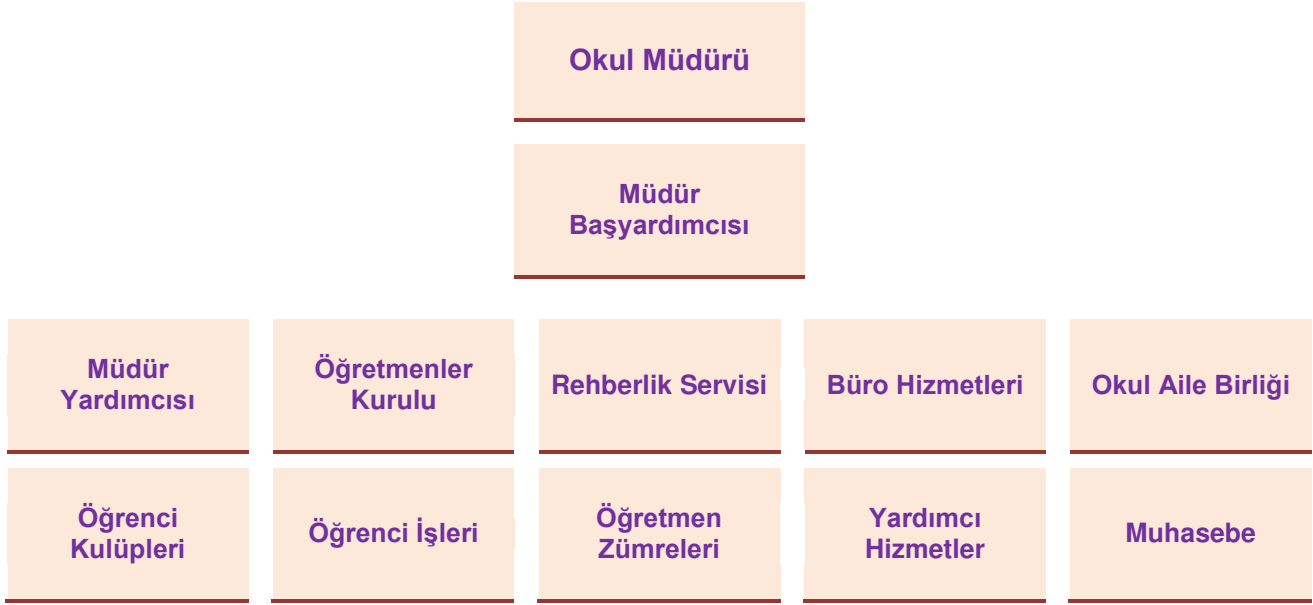 Okul Müdürü
Müdür
Başyardımcısı
Müdür
Yardımcısı
Öğretmenler
Kurulu
Rehberlik Servisi
Büro Hizmetleri
Okul Aile Birliği
Öğrenci
Kulüpleri
Öğrenci İşleri
Öğretmen
Zümreleri
Yardımcı
Hizmetler
Muhasebe